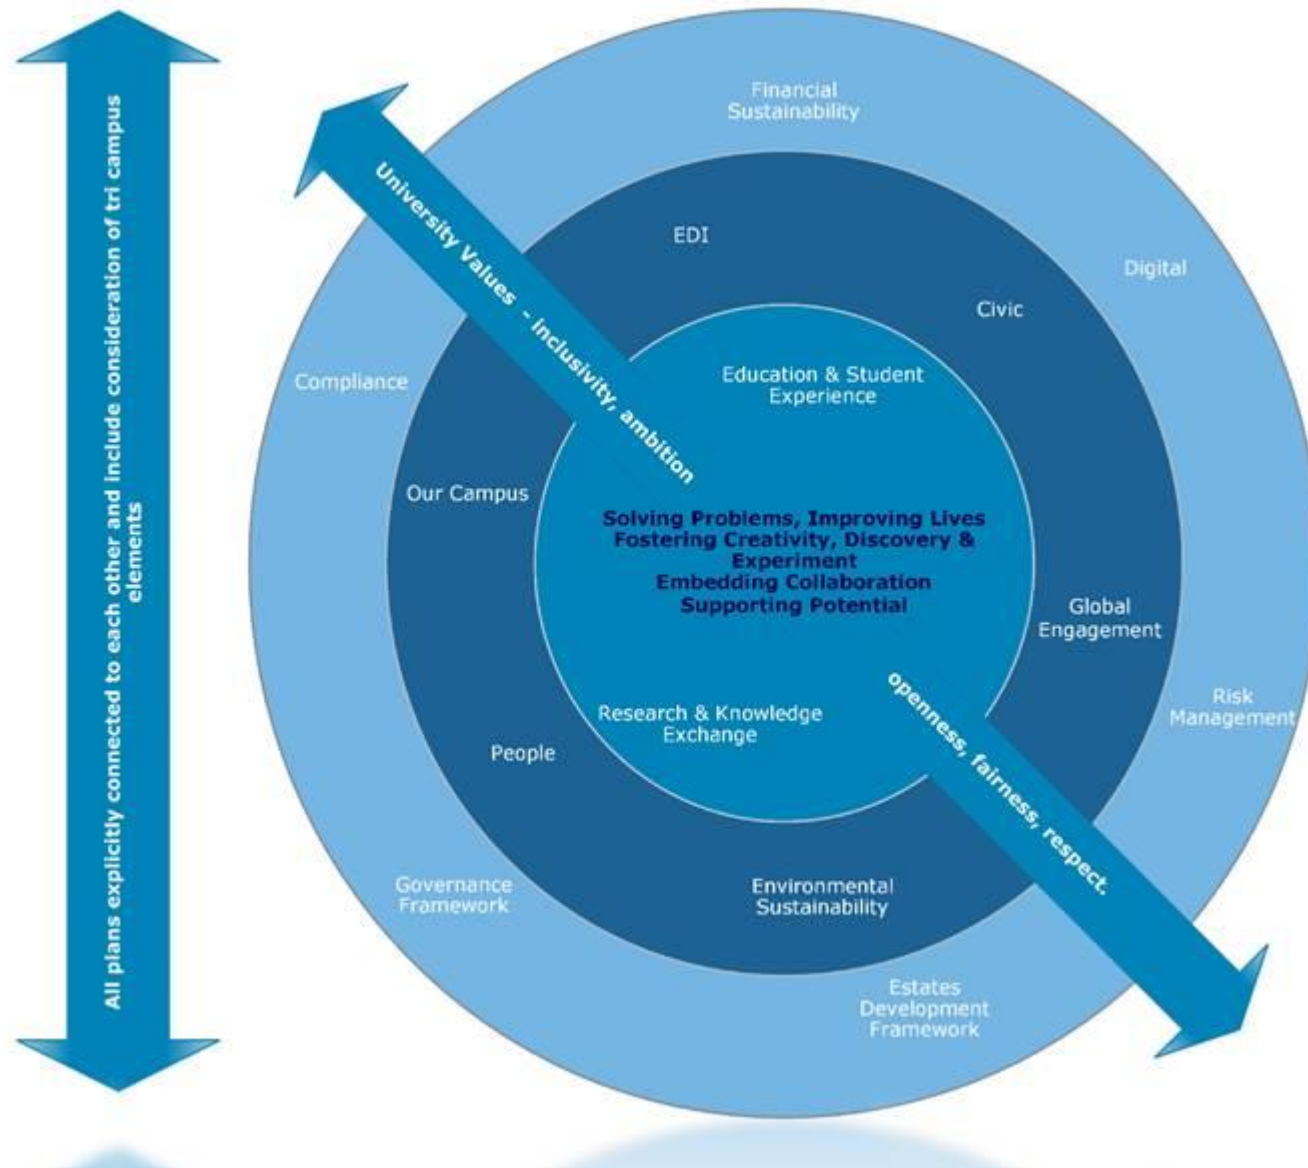 All plans explicitly connected to each other and include consideration of tri campus
elements
Financial
Sustainability
University Values - inclusivity, ambition
EDI
Digital
Civic
Compliance
Education & Student
Experience
Our Campus
Solving Problems, Improving Lives
Fostering Creativity, Discovery &
Experiment
Embedding Collaboration
Supporting Potential
Global
Engagement
openness, fairness, respect.
Risk
Management
Research & Knowledge
Exchange
People
Governance
Framework
Environmental
Sustainability
Estates
Development
Framework